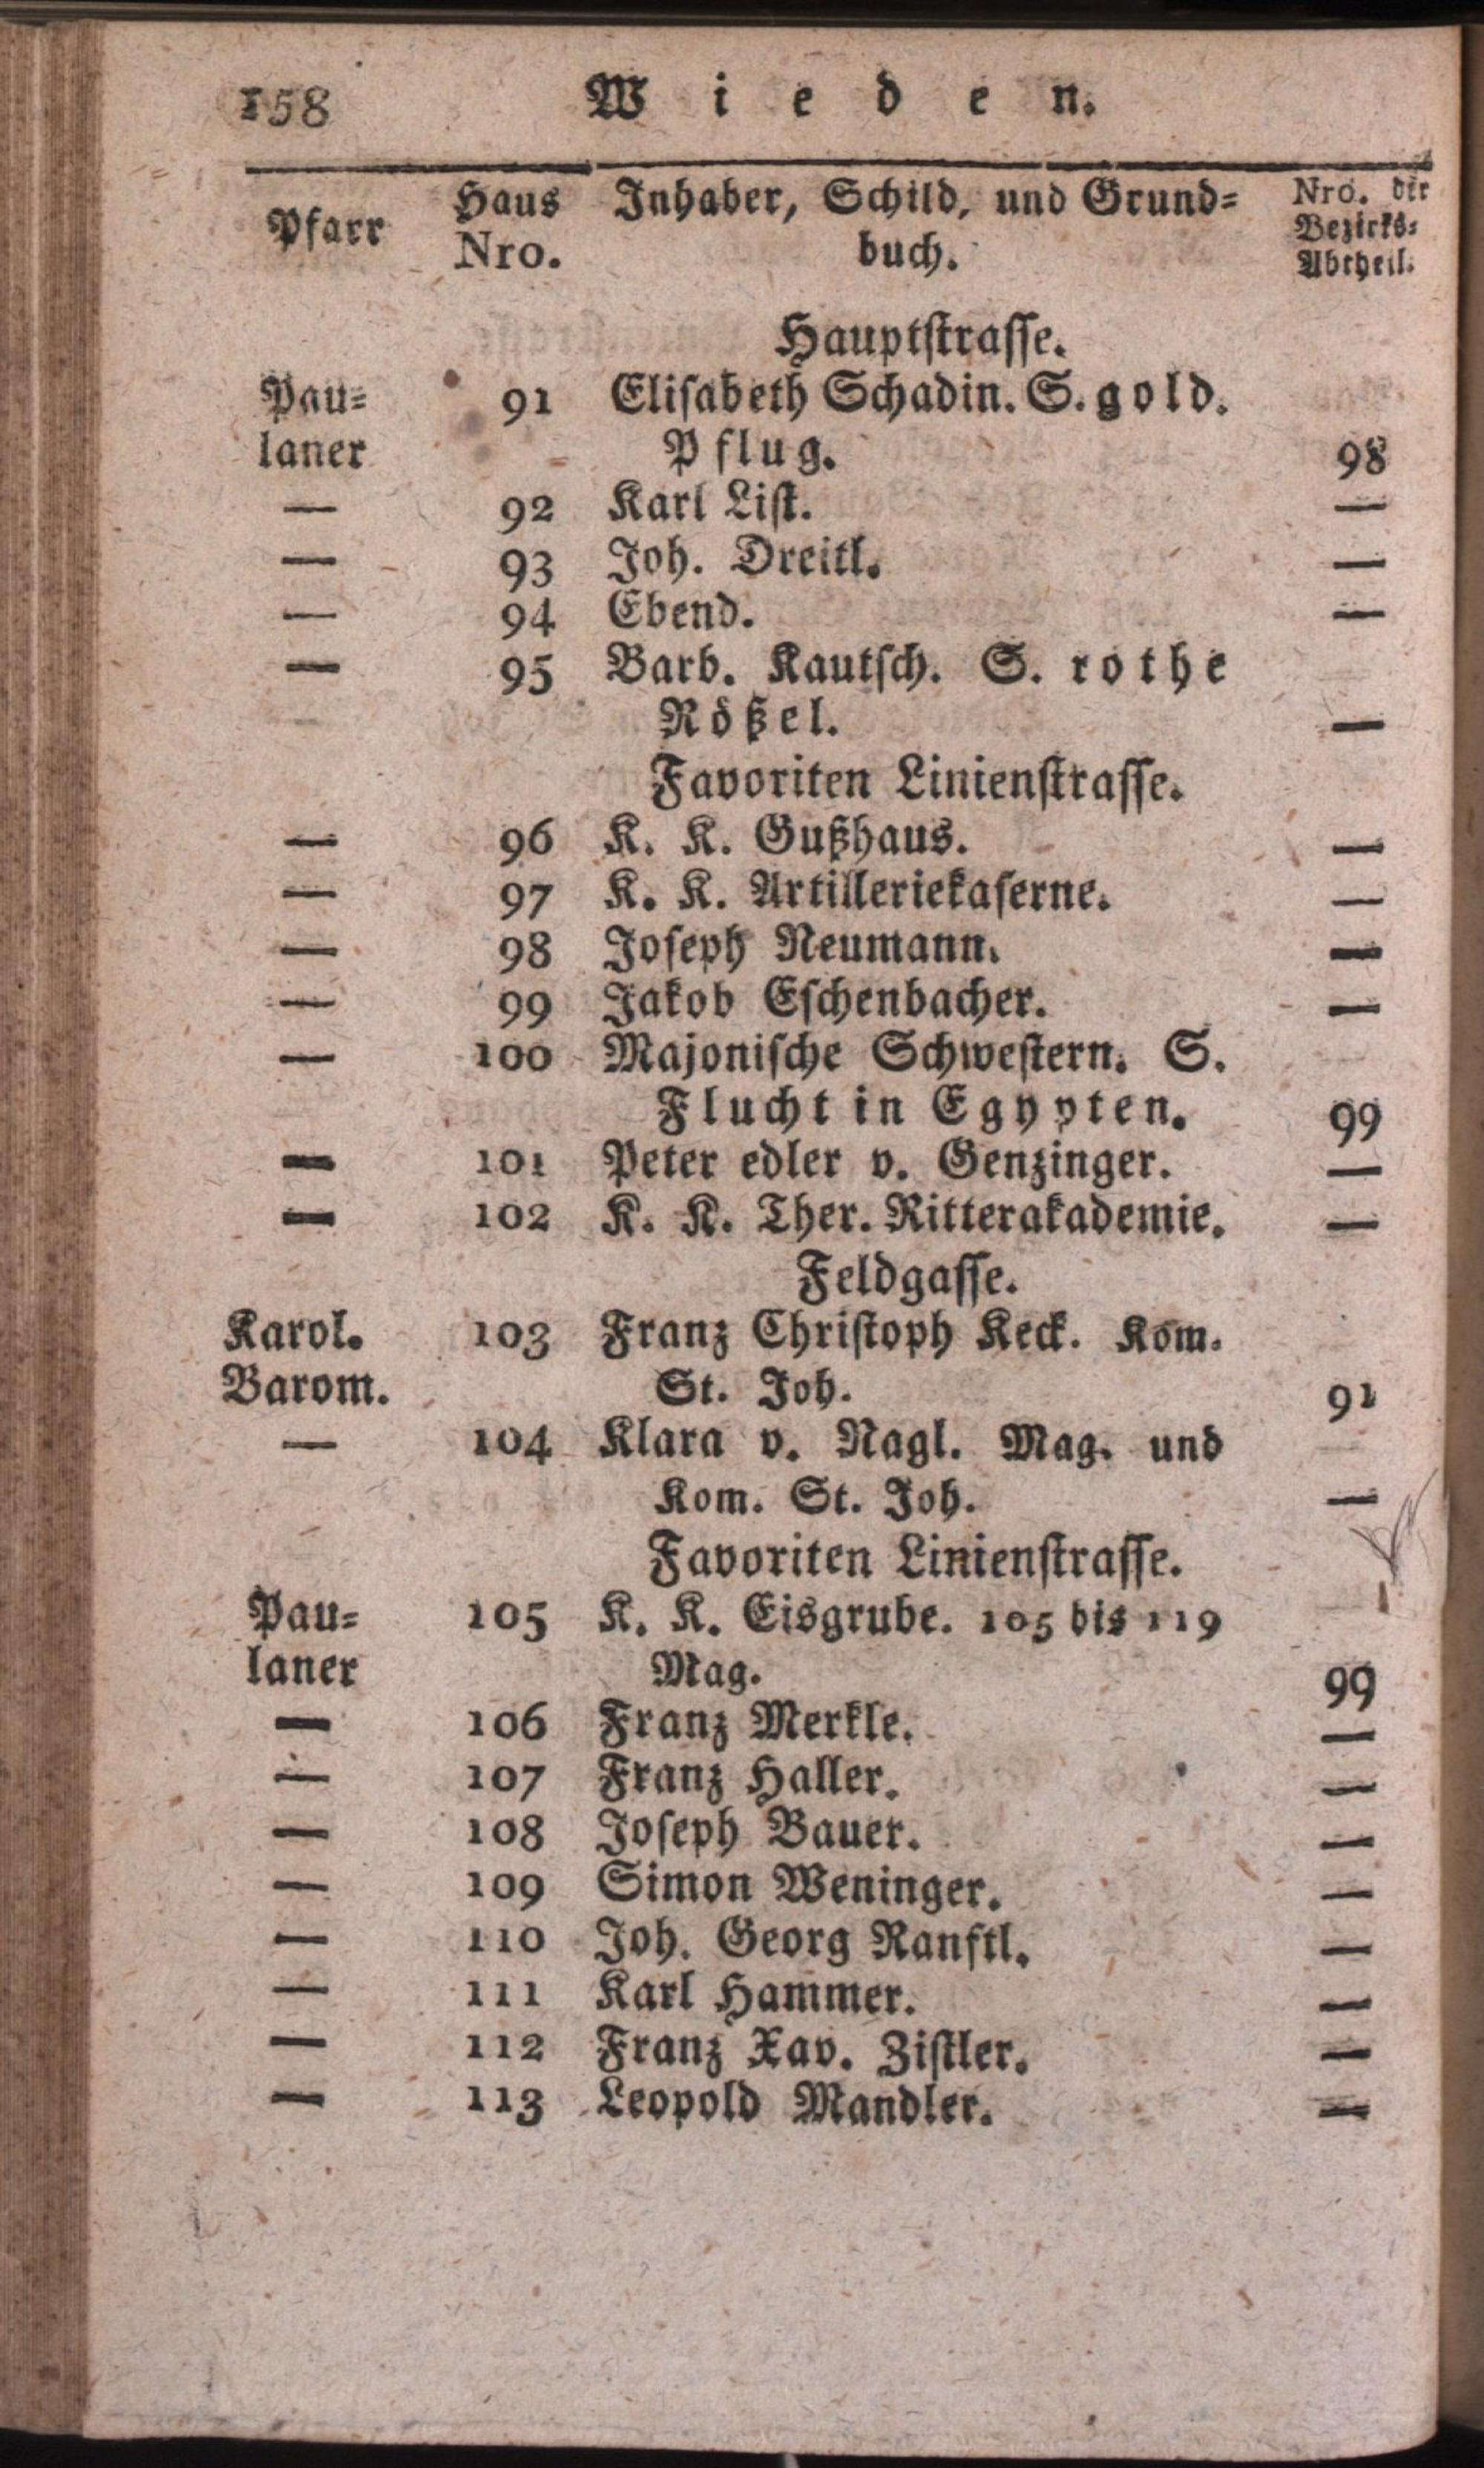 158 Wieden.
Pfarr Haus Nro. Inhaber, Schild, und Grund= buch. Nro. der Bezirks= Abtheil.
Hauptstrasse.
Pau= 91 Elisabeth Schadin. S. gold.
laner Pflug. 98
— 92 Karl List. —
— 93 Joh. Dreitl. —
— 94 Ebend. —
— 95 Barb. Kautsch. S. rothe
Rößel. —
Favoriten Linienstrasse.
— 96 K. K. Gußhaus. —
— 97 K. K. Artilleriekaserne. —
— 98 Joseph Neumann. —
— 99 Jakob Eschenbacher. —
— 100 Majonische Schwestern. S.
Flucht in Egypten. 99
— 101 Peter edler v. Genzinger. —
— 102 K. K. Ther. Ritterakademie. —
Feldgasse.
Karol. 103 Franz Christoph Keck. Kom.
Barom. St. Joh. 91
— 104 Klara v. Nagl. Mag. und
Kom. St. Joh. —
Favoriten Linienstrasse.
Pau= 105 K. K. Eisgrube. 105 bis 119
laner Mag. 99
— 106 Franz Merkle. —
— 107 Franz Haller. —
— 108 Joseph Bauer. —
— 109 Simon Weninger. —
— 110 Joh. Georg Ranftl. —
— 111 Karl Hammer. —
— 112 Franz Xav. Zistler. —
— 113 Leopold Mandler. —